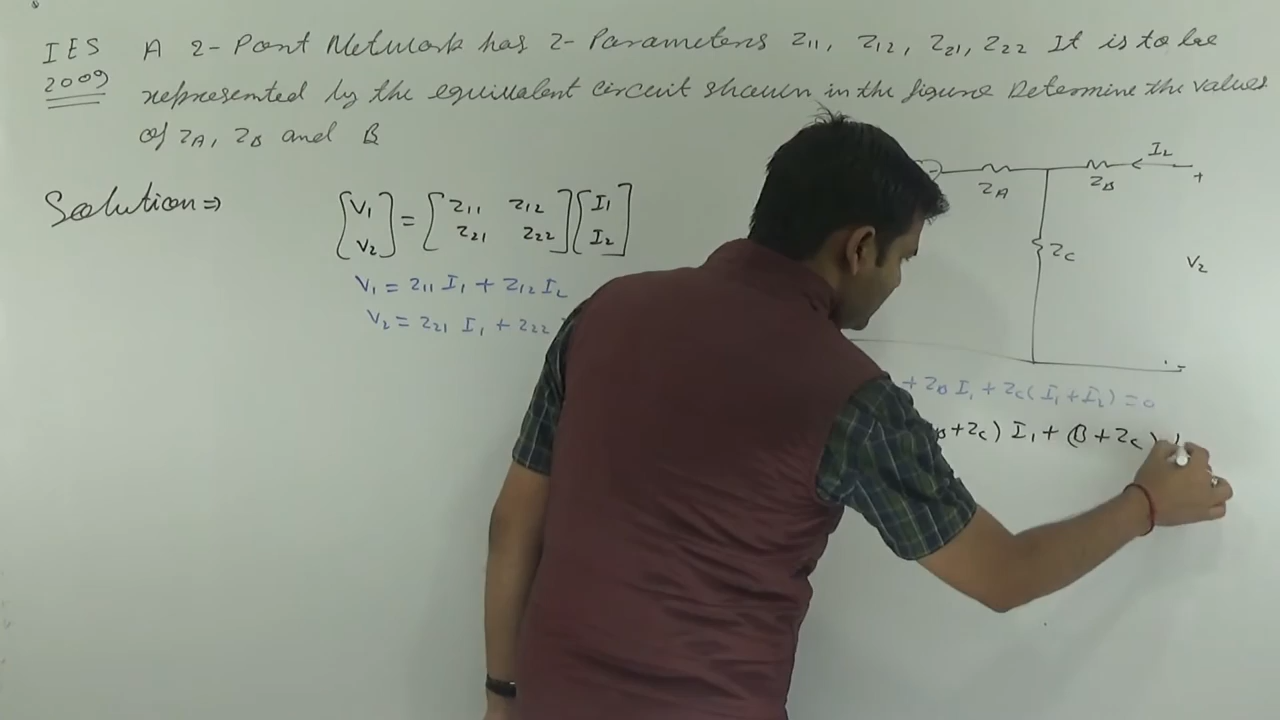 IES A 2-Port Network has Z-Parameters Z11, Z12, Z21, Z22 It is to be
2009 represented by the equivalent circuit shown in the figure Determine the values
of ZA, ZB and B
Solution ⇒
[V1 V2] = [Z11 Z12 Z21 Z22] [I1 I2]
V1 = Z11 I1 + Z12 I2
V2 = Z21 I1 + Z22
ZA ZB I2
+
ZC
V2
-
+ ZB I1 + ZC (I1 + I2) = 0
B + ZC) I1 + (B + ZC)